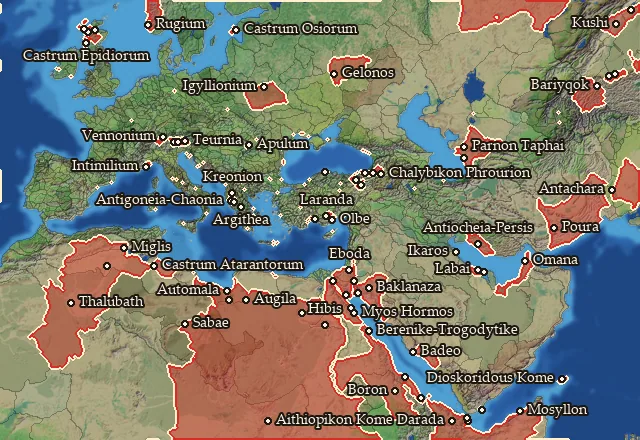 Rugium
Castrum Osiorum
Kushi
Castrum Epidiorum
Gelonos
Igyllionium
Bariyqok
Vennonium
Teurnia
Apulum
Parnon Taphai
Intimilium
Kreonion
Chalybikon Phrourion
Antachara
Antigoneia-Chaonia
Laranda
Argithea
Olbe
Antiocheia-Persis
Poura
Miglis
Eboda
Ikaros
Castrum Atarantorum
Labai
Omana
Automala
Baklanaza
Thalubath
Augila
Hibis
Myos Hormos
Sabae
Berenike-Trogodytike
Badeo
Dioskoridous Kome
Boron
Mosyllon
Aithiopikon Kome Darada